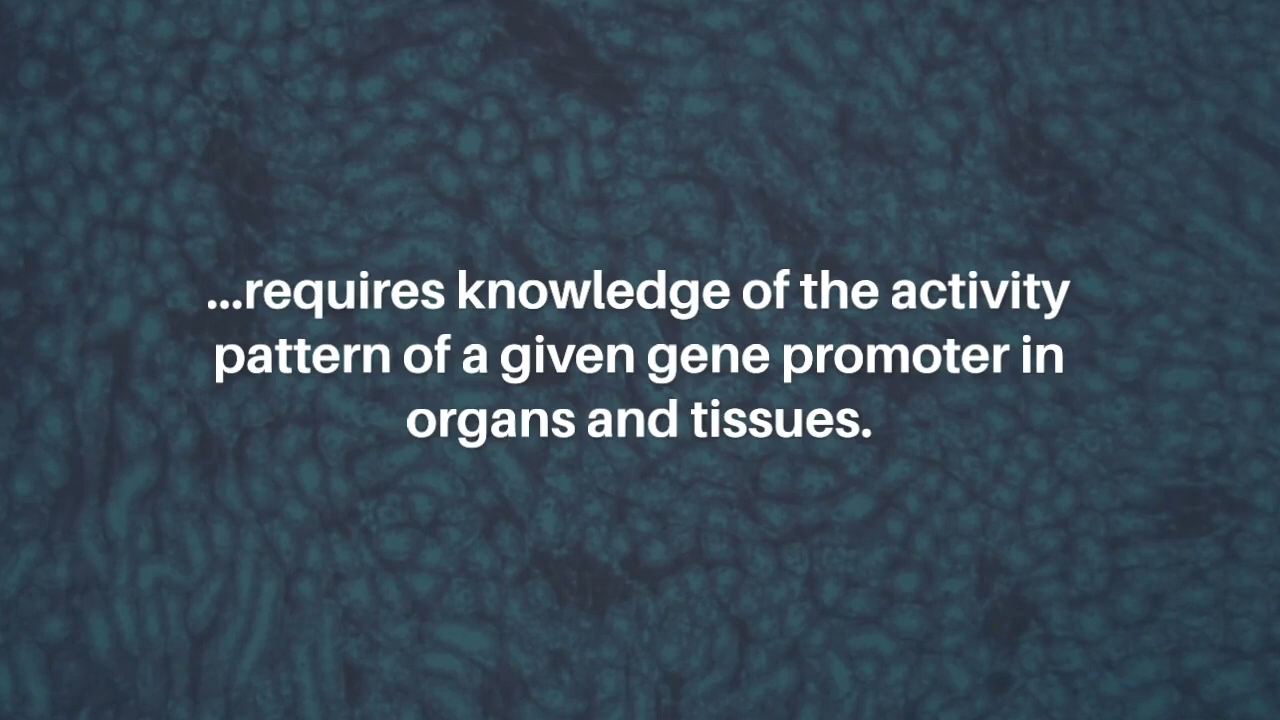 ...requires knowledge of the activity
pattern of a given gene promoter in
organs and tissues.